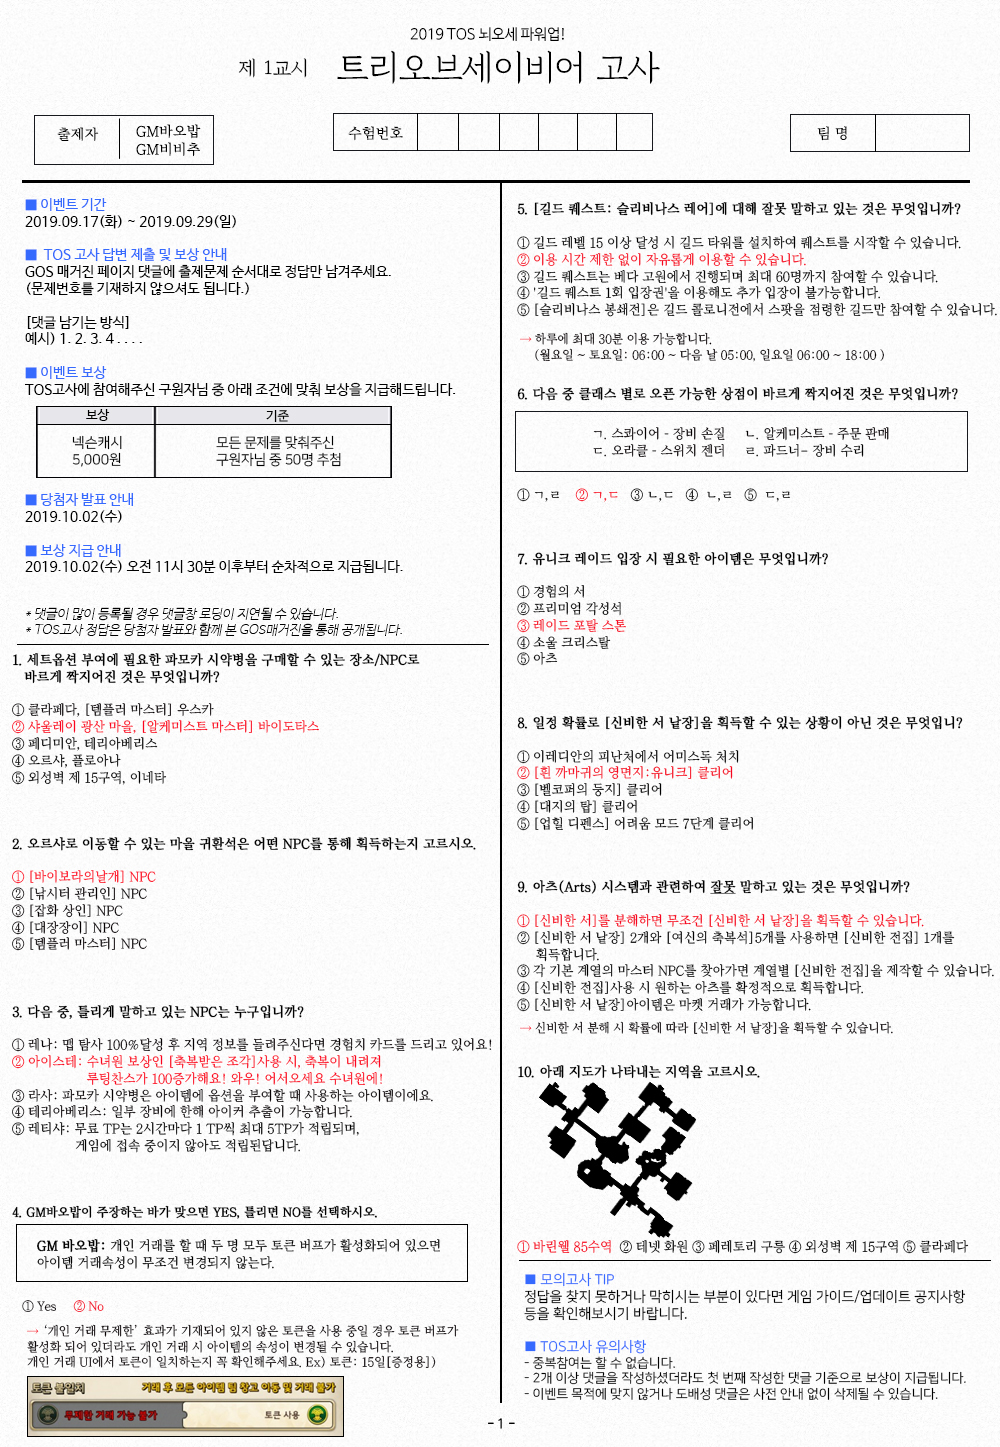 2019 TOS 뇌오세 파워업!
제 1교시 트리오브세이비어 고사
출제자
GM바오밥
GM비비추
수험번호
팀 명
■ 이벤트 기간
2019.09.17(화) ~ 2019.09.29(일)
■ TOS 고사 답변 제출 및 보상 안내
GOS 매거진 페이지 댓글에 출제문제 순서대로 정답만 남겨주세요.
(문제번호를 기재하지 않으셔도 됩니다.)
[댓글 남기는 방식]
예시) 1. 2. 3. 4 . . . .
■ 이벤트 보상
TOS고사에 참여해주신 구원자님 중 아래 조건에 맞춰 보상을 지급해드립니다.
보상 기준
넥슨캐시 모든 문제를 맞춰주신
5,000원 구원자님 중 50명 추첨
■ 당첨자 발표 안내
2019.10.02(수)
■ 보상 지급 안내
2019.10.02(수) 오전 11시 30분 이후부터 순차적으로 지급됩니다.
* 댓글이 많이 등록될 경우 댓글창 로딩이 지연될 수 있습니다.
* TOS고사 정답은 당첨자 발표와 함께 본 GOS매거진을 통해 공개됩니다.
1. 세트옵션 부여에 필요한 파모카 시약병을 구매할 수 있는 장소/NPC로
바르게 짝지어진 것은 무엇입니까?
① 클라페다, [템플러 마스터] 우스카
② 샤울레이 광산 마을, [알케미스트 마스터] 바이도타스
③ 페디미안, 테리아베리스
④ 오르샤, 플로아나
⑤ 외성벽 제 15구역, 이네타
2. 오르샤로 이동할 수 있는 마을 귀환석은 어떤 NPC를 통해 획득하는지 고르시오.
① [바이보라의날개] NPC
② [낚시터 관리인] NPC
③ [잡화 상인] NPC
④ [대장장이] NPC
⑤ [템플러 마스터] NPC
3. 다음 중, 틀리게 말하고 있는 NPC는 누구입니까?
① 레나: 맵 탐사 100%달성 후 지역 정보를 들려주신다면 경험치 카드를 드리고 있어요!
② 아이스테: 수녀원 보상인 [축복받은 조각]사용 시, 축복이 내려져
루팅찬스가 100증가해요! 와우! 어서오세요 수녀원에!
③ 라사: 파모카 시약병은 아이템에 옵션을 부여할 때 사용하는 아이템이에요.
④ 테리아베리스: 일부 장비에 한해 아이커 추출이 가능합니다.
⑤ 레티샤: 무료 TP는 2시간마다 1 TP씩 최대 5TP가 적립되며,
게임에 접속 중이지 않아도 적립된답니다.
4. GM바오밥이 주장하는 바가 맞으면 YES, 틀리면 NO를 선택하시오.
GM 바오밥: 개인 거래를 할 때 두 명 모두 토큰 버프가 활성화되어 있으면
아이템 거래속성이 무조건 변경되지 않는다.
① Yes ② No
→ '개인 거래 무제한' 효과가 기재되어 있지 않은 토큰을 사용 중일 경우 토큰 버프가
활성화 되어 있더라도 개인 거래 시 아이템의 속성이 변경될 수 있습니다.
개인 거래 UI에서 토큰이 일치하는지 꼭 확인해주세요. Ex) 토큰: 15일[증정용])
토큰 불일치 거래 후 모든 아이템 팀 창고 이동 및 거래 불가
무제한 거래 가능 불가 토큰 사용
5. [길드 퀘스트: 슬리비나스 레어]에 대해 잘못 말하고 있는 것은 무엇입니까?
① 길드 레벨 15 이상 달성 시 길드 타워를 설치하여 퀘스트를 시작할 수 있습니다.
② 이용 시간 제한 없이 자유롭게 이용할 수 있습니다.
③ 길드 퀘스트는 베다 고원에서 진행되며 최대 60명까지 참여할 수 있습니다.
④ '길드 퀘스트 1회 입장권'을 이용해도 추가 입장이 불가능합니다.
⑤ [슬리비나스 봉쇄전]은 길드 콜로니전에서 스팟을 점령한 길드만 참여할 수 있습니다.
→ 하루에 최대 30분 이용 가능합니다.
(월요일 ~ 토요일: 06:00 ~ 다음 날 05:00, 일요일 06:00 ~ 18:00 )
6. 다음 중 클래스 별로 오픈 가능한 상점이 바르게 짝지어진 것은 무엇입니까?
ㄱ. 스콰이어 - 장비 손질 ㄴ. 알케미스트 - 주문 판매
ㄷ. 오라클 - 스위치 젠더 ㄹ. 파드너- 장비 수리
① ㄱ,ㄹ ② ㄱ,ㄷ ③ ㄴ,ㄷ ④ ㄴ,ㄹ ⑤ ㄷ,ㄹ
7. 유니크 레이드 입장 시 필요한 아이템은 무엇입니까?
① 경험의 서
② 프리미엄 각성석
③ 레이드 포탈 스톤
④ 소울 크리스탈
⑤ 아츠
8. 일정 확률로 [신비한 서 낱장]을 획득할 수 있는 상황이 아닌 것은 무엇입니?
① 이레디안의 피난처에서 어미스독 처치
② [흰 까마귀의 영면지:유니크] 클리어
③ [벨코퍼의 둥지] 클리어
④ [대지의 탑] 클리어
⑤ [업힐 디펜스] 어려움 모드 7단계 클리어
9. 아츠(Arts) 시스템과 관련하여 잘못 말하고 있는 것은 무엇입니까?
① [신비한 서]를 분해하면 무조건 [신비한 서 낱장]을 획득할 수 있습니다.
② [신비한 서 낱장] 2개와 [여신의 축복석]5개를 사용하면 [신비한 전집] 1개를
획득합니다.
③ 각 기본 계열의 마스터 NPC를 찾아가면 계열별 [신비한 전집]을 제작할 수 있습니다.
④ [신비한 전집]사용 시 원하는 아츠를 확정적으로 획득합니다.
⑤ [신비한 서 낱장]아이템은 마켓 거래가 가능합니다.
→ 신비한 서 분해 시 확률에 따라 [신비한 서 낱장]을 획득할 수 있습니다.
10. 아래 지도가 나타내는 지역을 고르시오.
① 바린웰 85수역 ② 테넷 화원 ③ 페레토리 구릉 ④ 외성벽 제 15구역 ⑤ 클라페다
■ 모의고사 TIP
정답을 찾지 못하거나 막히시는 부분이 있다면 게임 가이드/업데이트 공지사항
등을 확인해보시기 바랍니다.
■ TOS고사 유의사항
- 중복참여는 할 수 없습니다.
- 2개 이상 댓글을 작성하셨더라도 첫 번째 작성한 댓글 기준으로 보상이 지급됩니다.
- 이벤트 목적에 맞지 않거나 도배성 댓글은 사전 안내 없이 삭제될 수 있습니다.
- 1 -